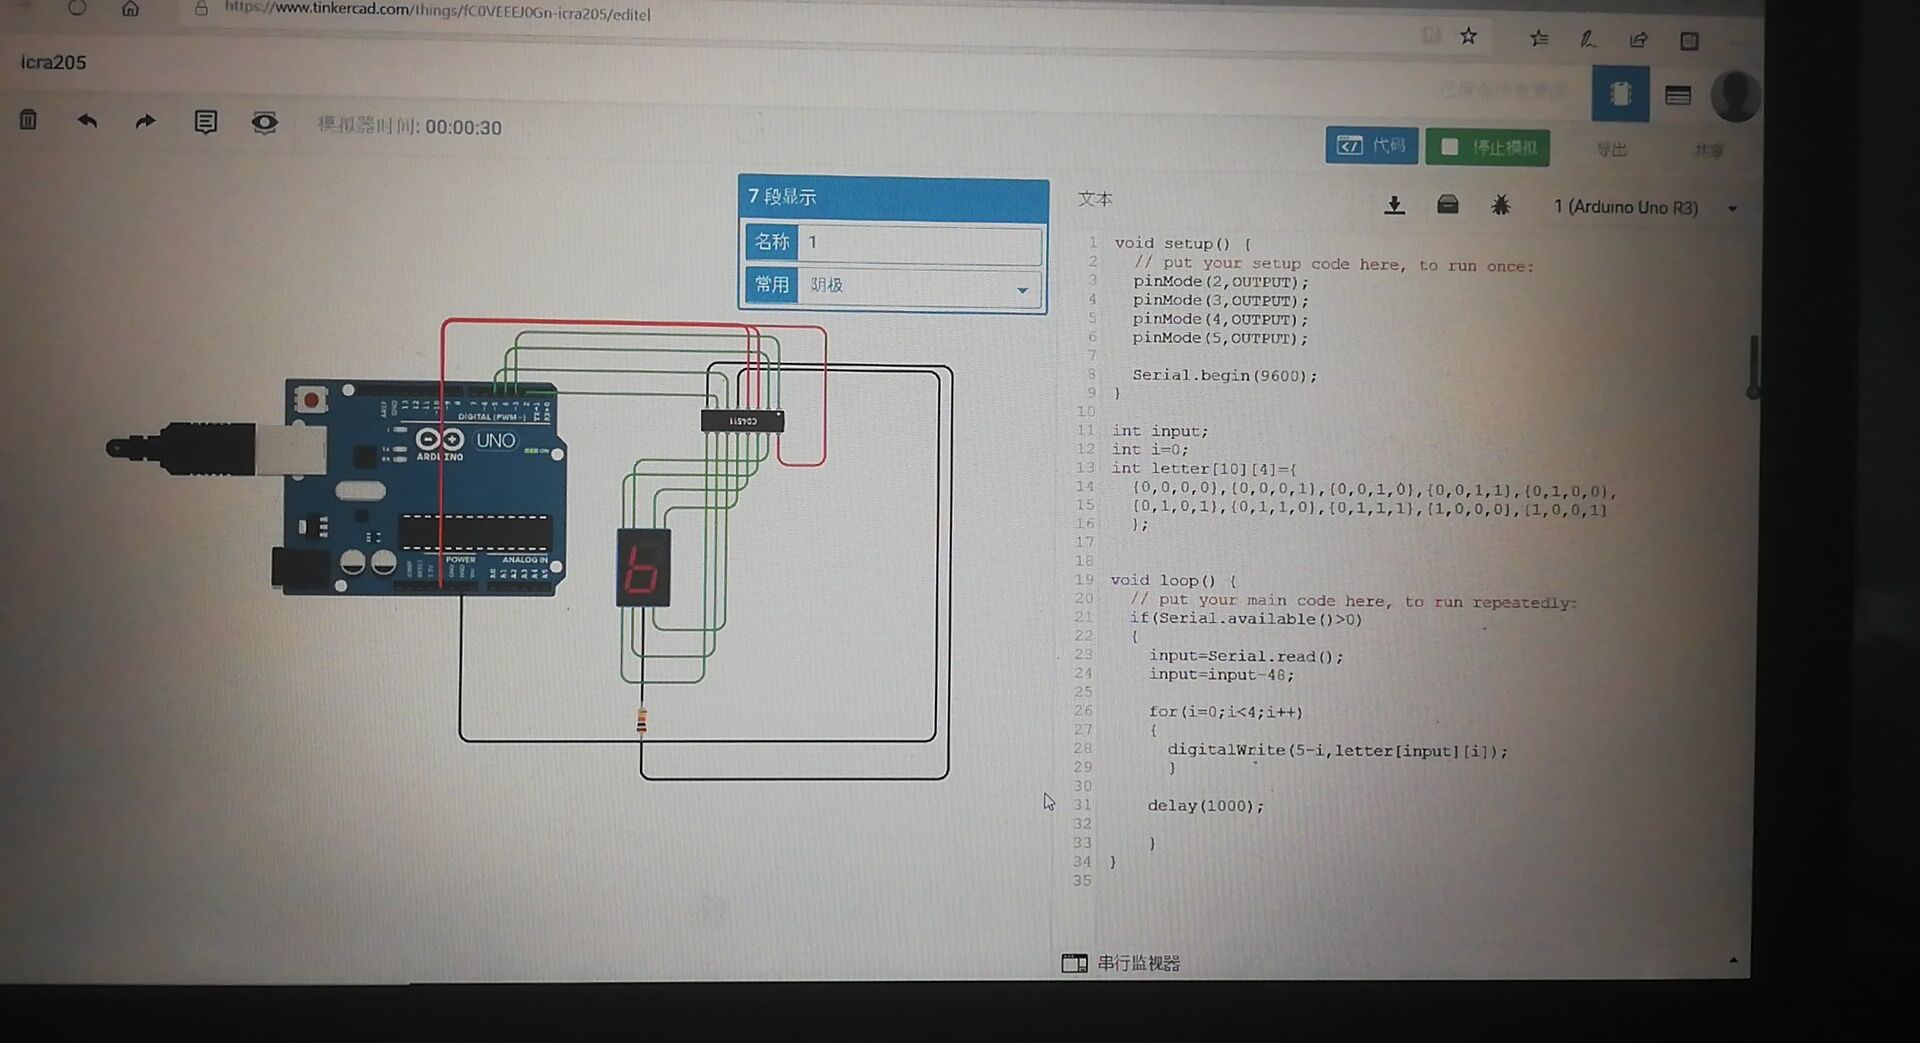 https://www.tinkercad.com/things/fC0VEEEJ0Gn-icra205/editel
icra205
模拟器时间: 00:00:30
代码
停止模拟
导出
共享
7 段显示
名称 1
常用 阴极
文本
1 (Arduino Uno R3)
1 void setup() {
2 // put your setup code here, to run once:
3 pinMode(2,OUTPUT);
4 pinMode(3,OUTPUT);
5 pinMode(4,OUTPUT);
6 pinMode(5,OUTPUT);
7
8 Serial.begin(9600);
9 }
10
11 int input;
12 int i=0;
13 int letter[10][4]={
14 {0,0,0,0},{0,0,0,1},{0,0,1,0},{0,0,1,1},{0,1,0,0},
15 {0,1,0,1},{0,1,1,0},{0,1,1,1},{1,0,0,0},{1,0,0,1}
16 };
17
18
19 void loop() {
20 // put your main code here, to run repeatedly:
21 if(Serial.available()>0)
22 {
23 input=Serial.read();
24 input=input-48;
25
26 for(i=0;i<4;i++)
27 {
28 digitalWrite(5-i,letter[input][i]);
29 }
30
31 delay(1000);
32
33 }
34 }
35
DIGITAL (PWM~)
UNO
ARDUINO
POWER
ANALOG IN
A0
A1
A2
A3
A4
A5
CD4511
6
串行监视器